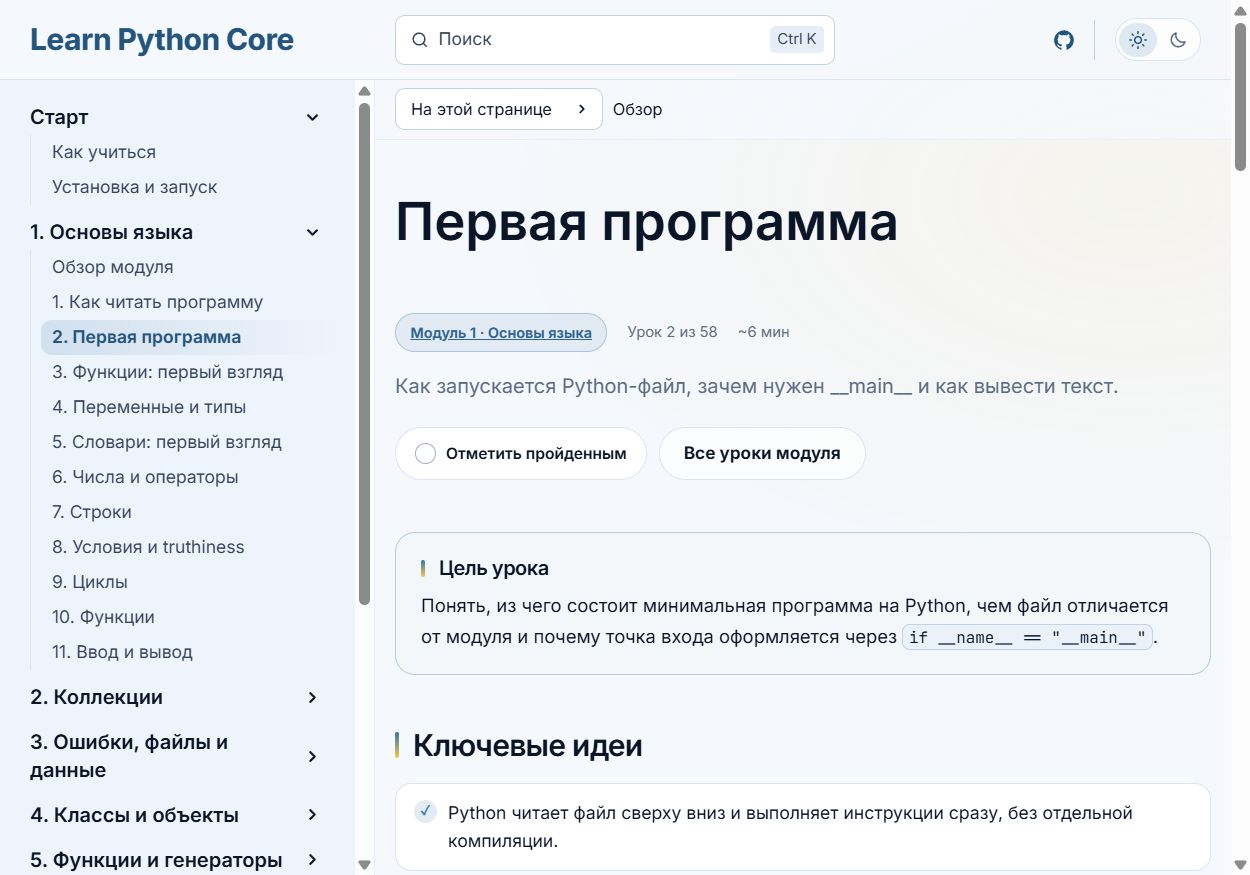 Learn Python Core
Поиск
Ctrl K
Старт
Как учиться
Установка и запуск
1. Основы языка
Обзор модуля
1. Как читать программу
2. Первая программа
3. Функции: первый взгляд
4. Переменные и типы
5. Словари: первый взгляд
6. Числа и операторы
7. Строки
8. Условия и truthiness
9. Циклы
10. Функции
11. Ввод и вывод
2. Коллекции
3. Ошибки, файлы и
данные
4. Классы и объекты
5. Функции и генераторы
На этой странице
Обзор
Первая программа
Модуль 1 · Основы языка
Урок 2 из 58
~6 мин
Как запускается Python-файл, зачем нужен __main__ и как вывести текст.
Отметить пройденным
Все уроки модуля
Цель урока
Понять, из чего состоит минимальная программа на Python, чем файл отличается
от модуля и почему точка входа оформляется через if __name__ == "__main__".
Ключевые идеи
Python читает файл сверху вниз и выполняет инструкции сразу, без отдельной
компиляции.